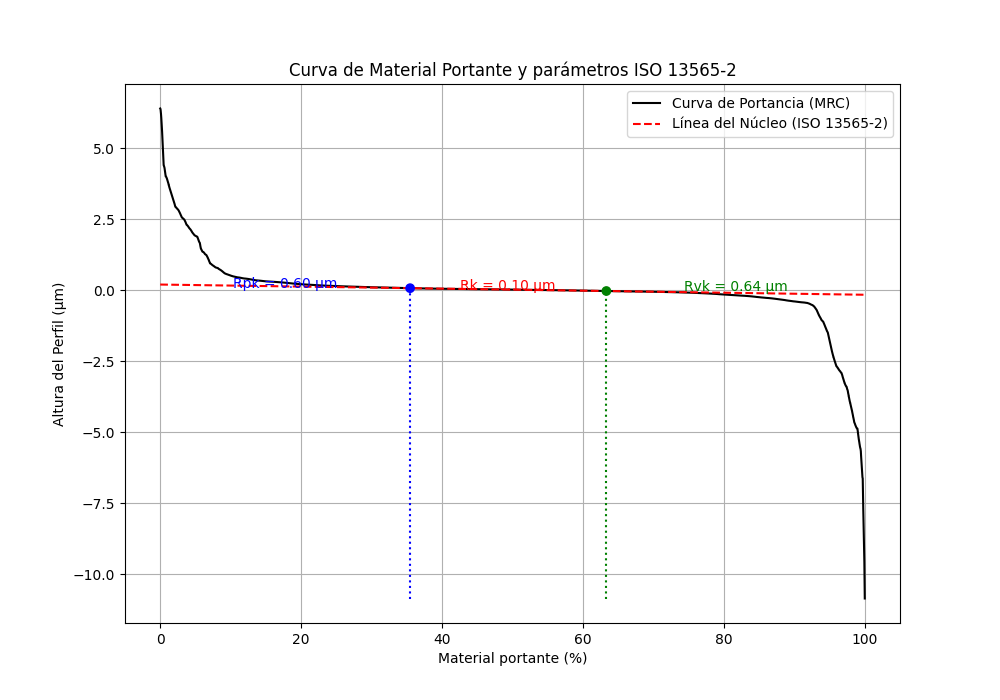 Curva de Material Portante y parámetros ISO 13565-2
Curva de Portancia (MRC)
Línea del Núcleo (ISO 13565-2)
Altura del Perfil (μm)
5.0
2.5
0.0
−2.5
−5.0
−7.5
−10.0
Rpk = 0.60 μm
Rk = 0.10 μm
Rvk = 0.64 μm
0
20
40
60
80
100
Material portante (%)